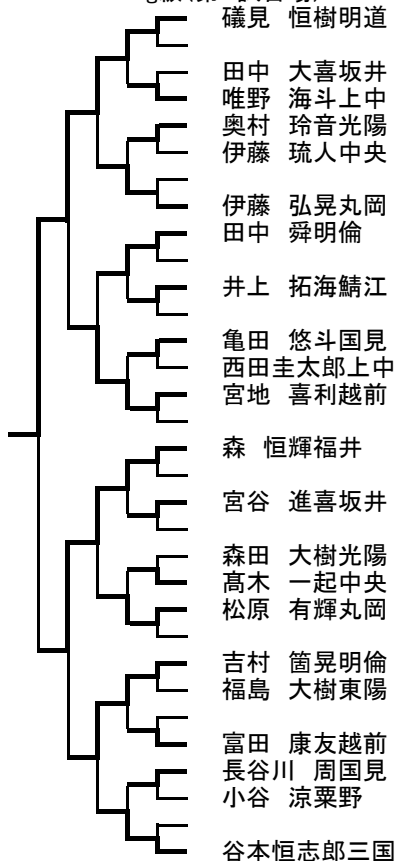 礒見 恒樹明道
田中 大喜坂井
唯野 海斗上中
奥村 玲音光陽
伊藤 琉人中央
伊藤 弘晃丸岡
田中 舜明倫
井上 拓海鯖江
亀田 悠斗国見
西田圭太郎上中
宮地 喜利越前
森 恒輝福井
宮谷 進喜坂井
森田 大樹光陽
髙木 一起中央
松原 有輝丸岡
吉村 箇晃明倫
福島 大樹東陽
富田 康友越前
長谷川 周国見
小谷 涼粟野
谷本恒志郎三国